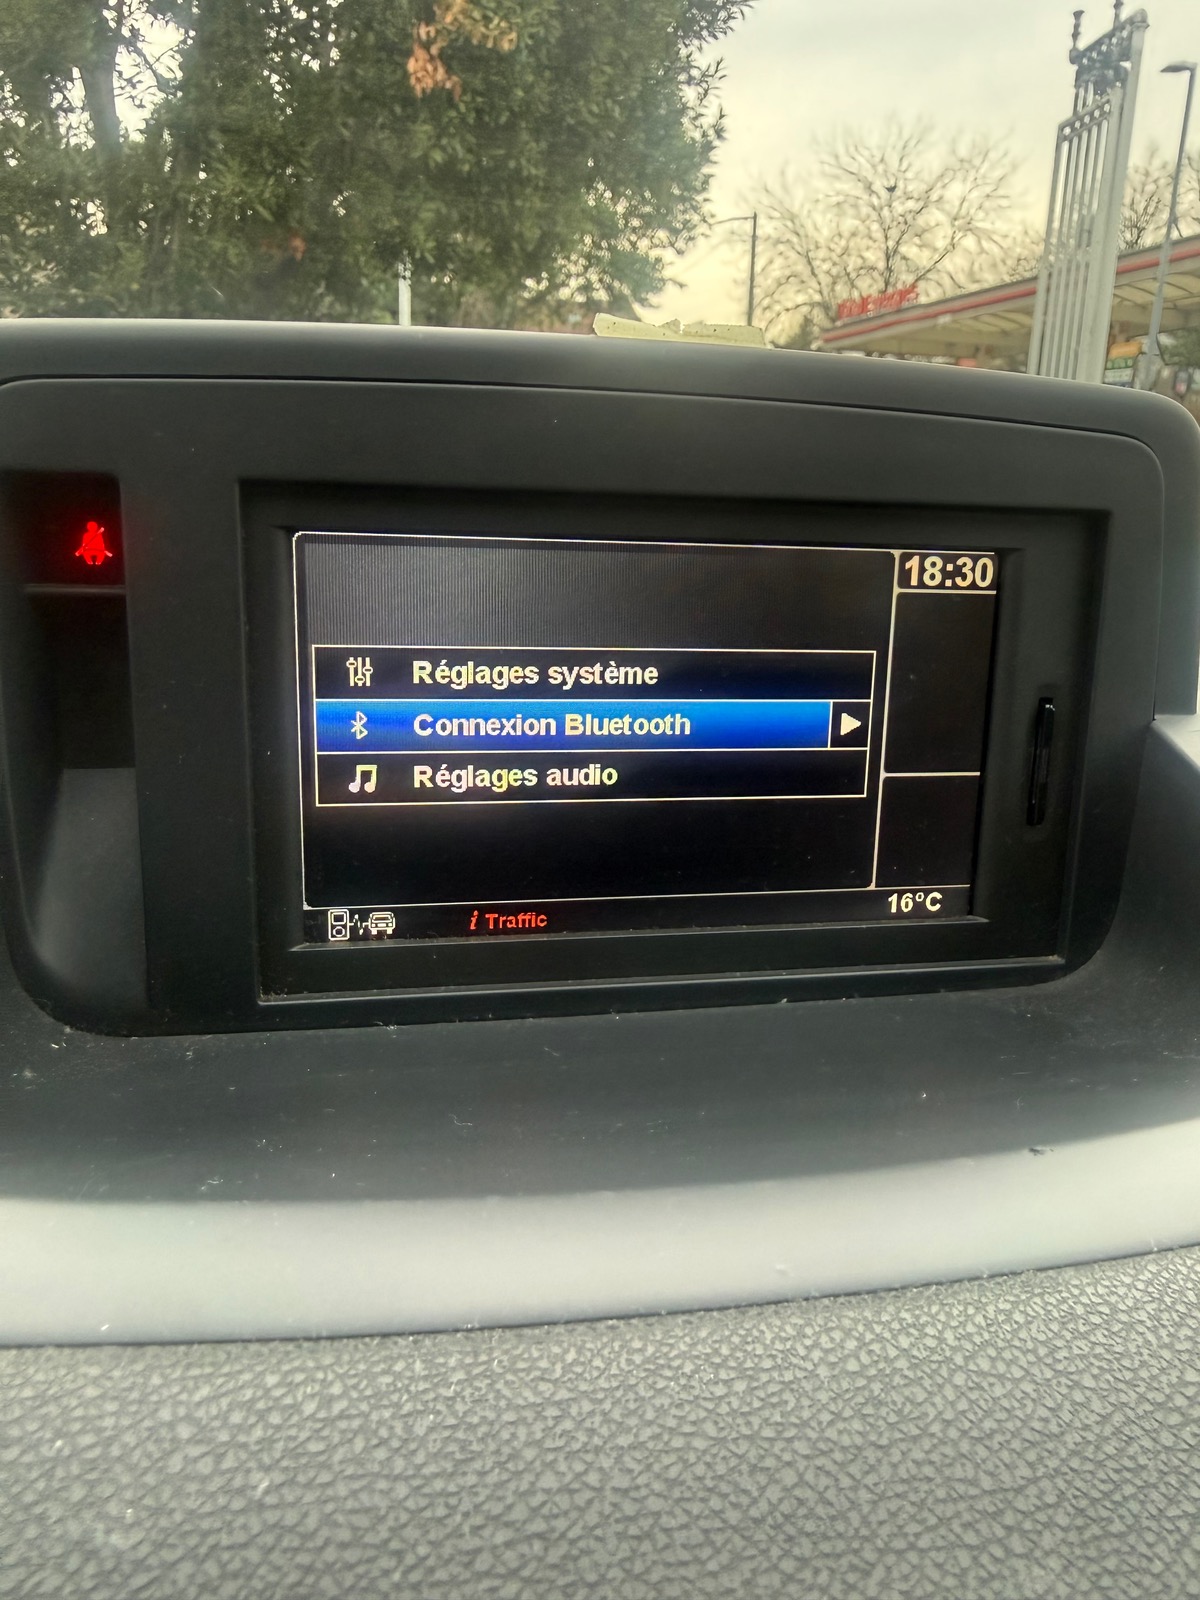 18:30
Réglages système
Connexion Bluetooth
Réglages audio
i Traffic
16°C